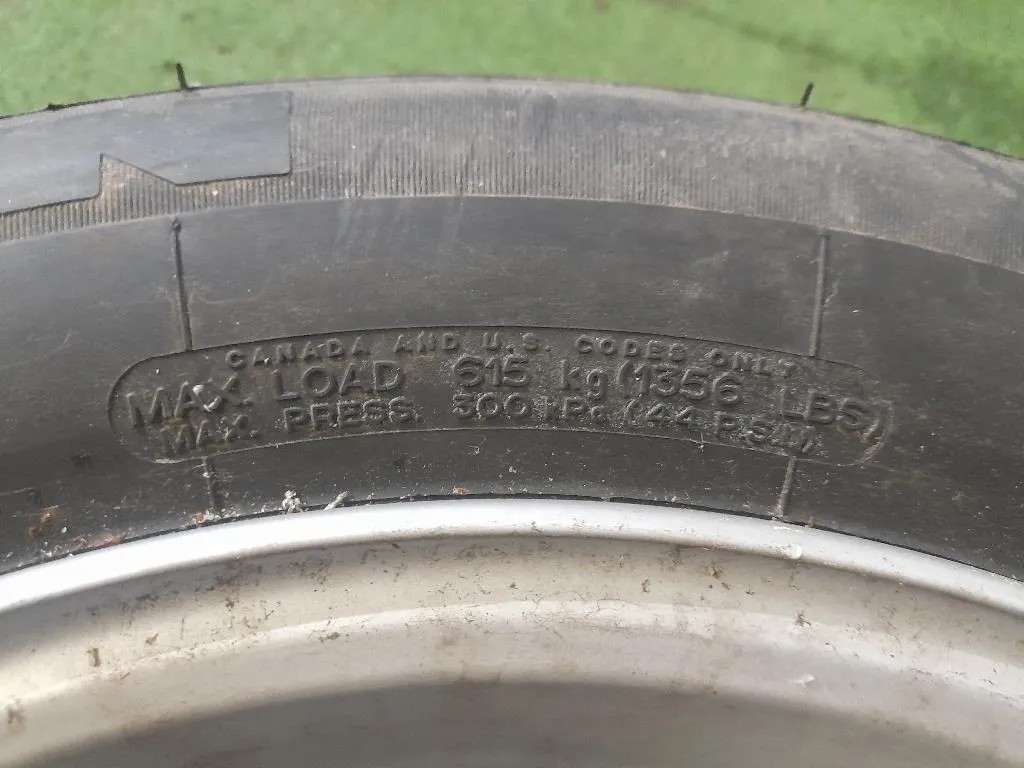 CANADA AND U.S. CODES ONLY
MAX. LOAD 615 kg (1356 LBS)
MAX. PRESS. 300 kPa (44 P.S.I.)